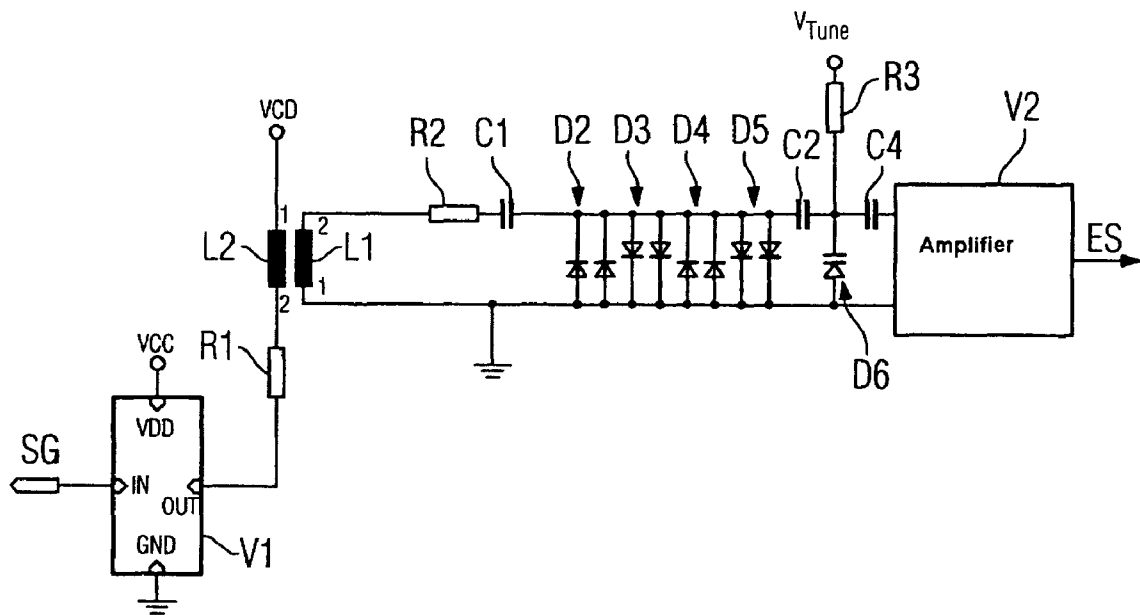 V Tune
R3
V2
VCD
R2
C1
D2
D3
D4
D5
C2
C4
1
2
L2
L1
Amplifier
ES
2
1
VCC
R1
D6
VDD
SG
IN
OUT
GND
V1